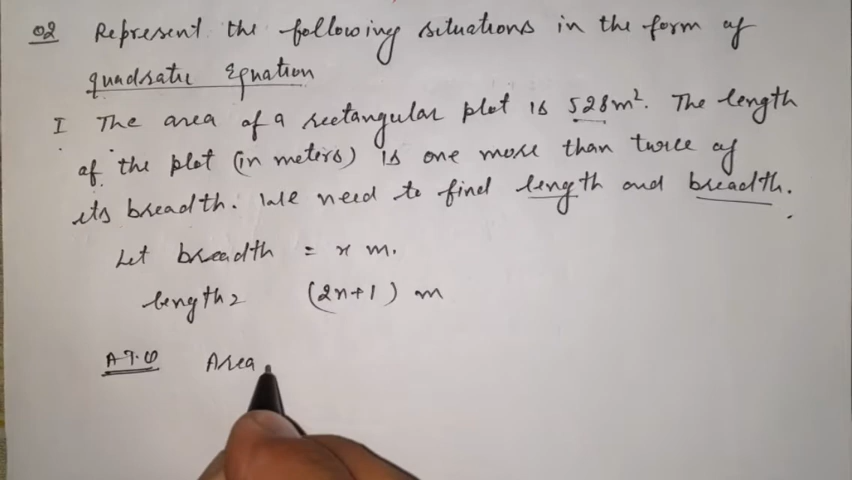 Q2 Represent the following situations in the form of
quadratic Equation
I The area of a rectangular plot is 528m². The length
of the plot (in meters) is one more than twice of
its breadth. We need to find length and breadth.
Let breadth = x m.
length = (2x+1) m
A.T.Q Area